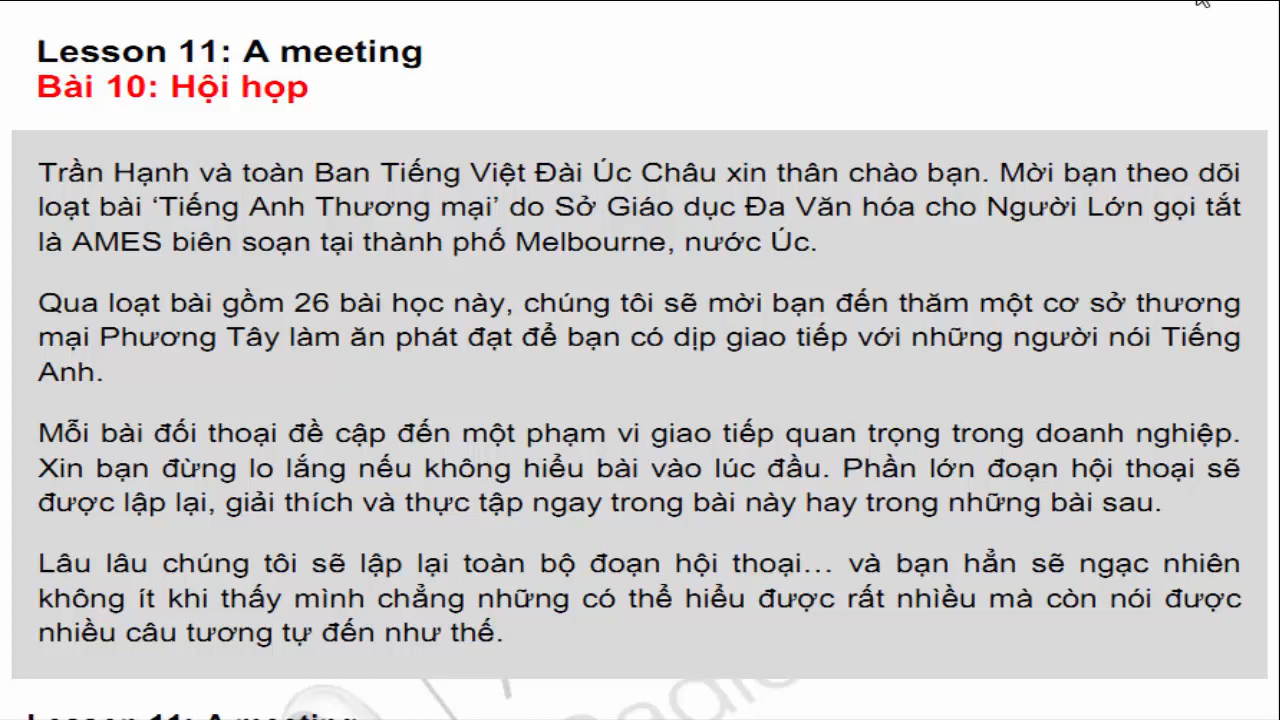 Lesson 11: A meeting
Bài 10: Hội họp
Trần Hạnh và toàn Ban Tiếng Việt Đài Úc Châu xin thân chào bạn. Mời bạn theo dõi
loạt bài ‘Tiếng Anh Thương mại’ do Sở Giáo dục Đa Văn hóa cho Người Lớn gọi tắt
là AMES biên soạn tại thành phố Melbourne, nước Úc.
Qua loạt bài gồm 26 bài học này, chúng tôi sẽ mời bạn đến thăm một cơ sở thương
mại Phương Tây làm ăn phát đạt để bạn có dịp giao tiếp với những người nói Tiếng
Anh.
Mỗi bài đối thoại đề cập đến một phạm vi giao tiếp quan trọng trong doanh nghiệp.
Xin bạn đừng lo lắng nếu không hiểu bài vào lúc đầu. Phần lớn đoạn hội thoại sẽ
được lập lại, giải thích và thực tập ngay trong bài này hay trong những bài sau.
Lâu lâu chúng tôi sẽ lập lại toàn bộ đoạn hội thoại... và bạn hẳn sẽ ngạc nhiên
không ít khi thấy mình chẳng những có thể hiểu được rất nhiều mà còn nói được
nhiều câu tương tự đến như thế.
Lesson 11: A meeting